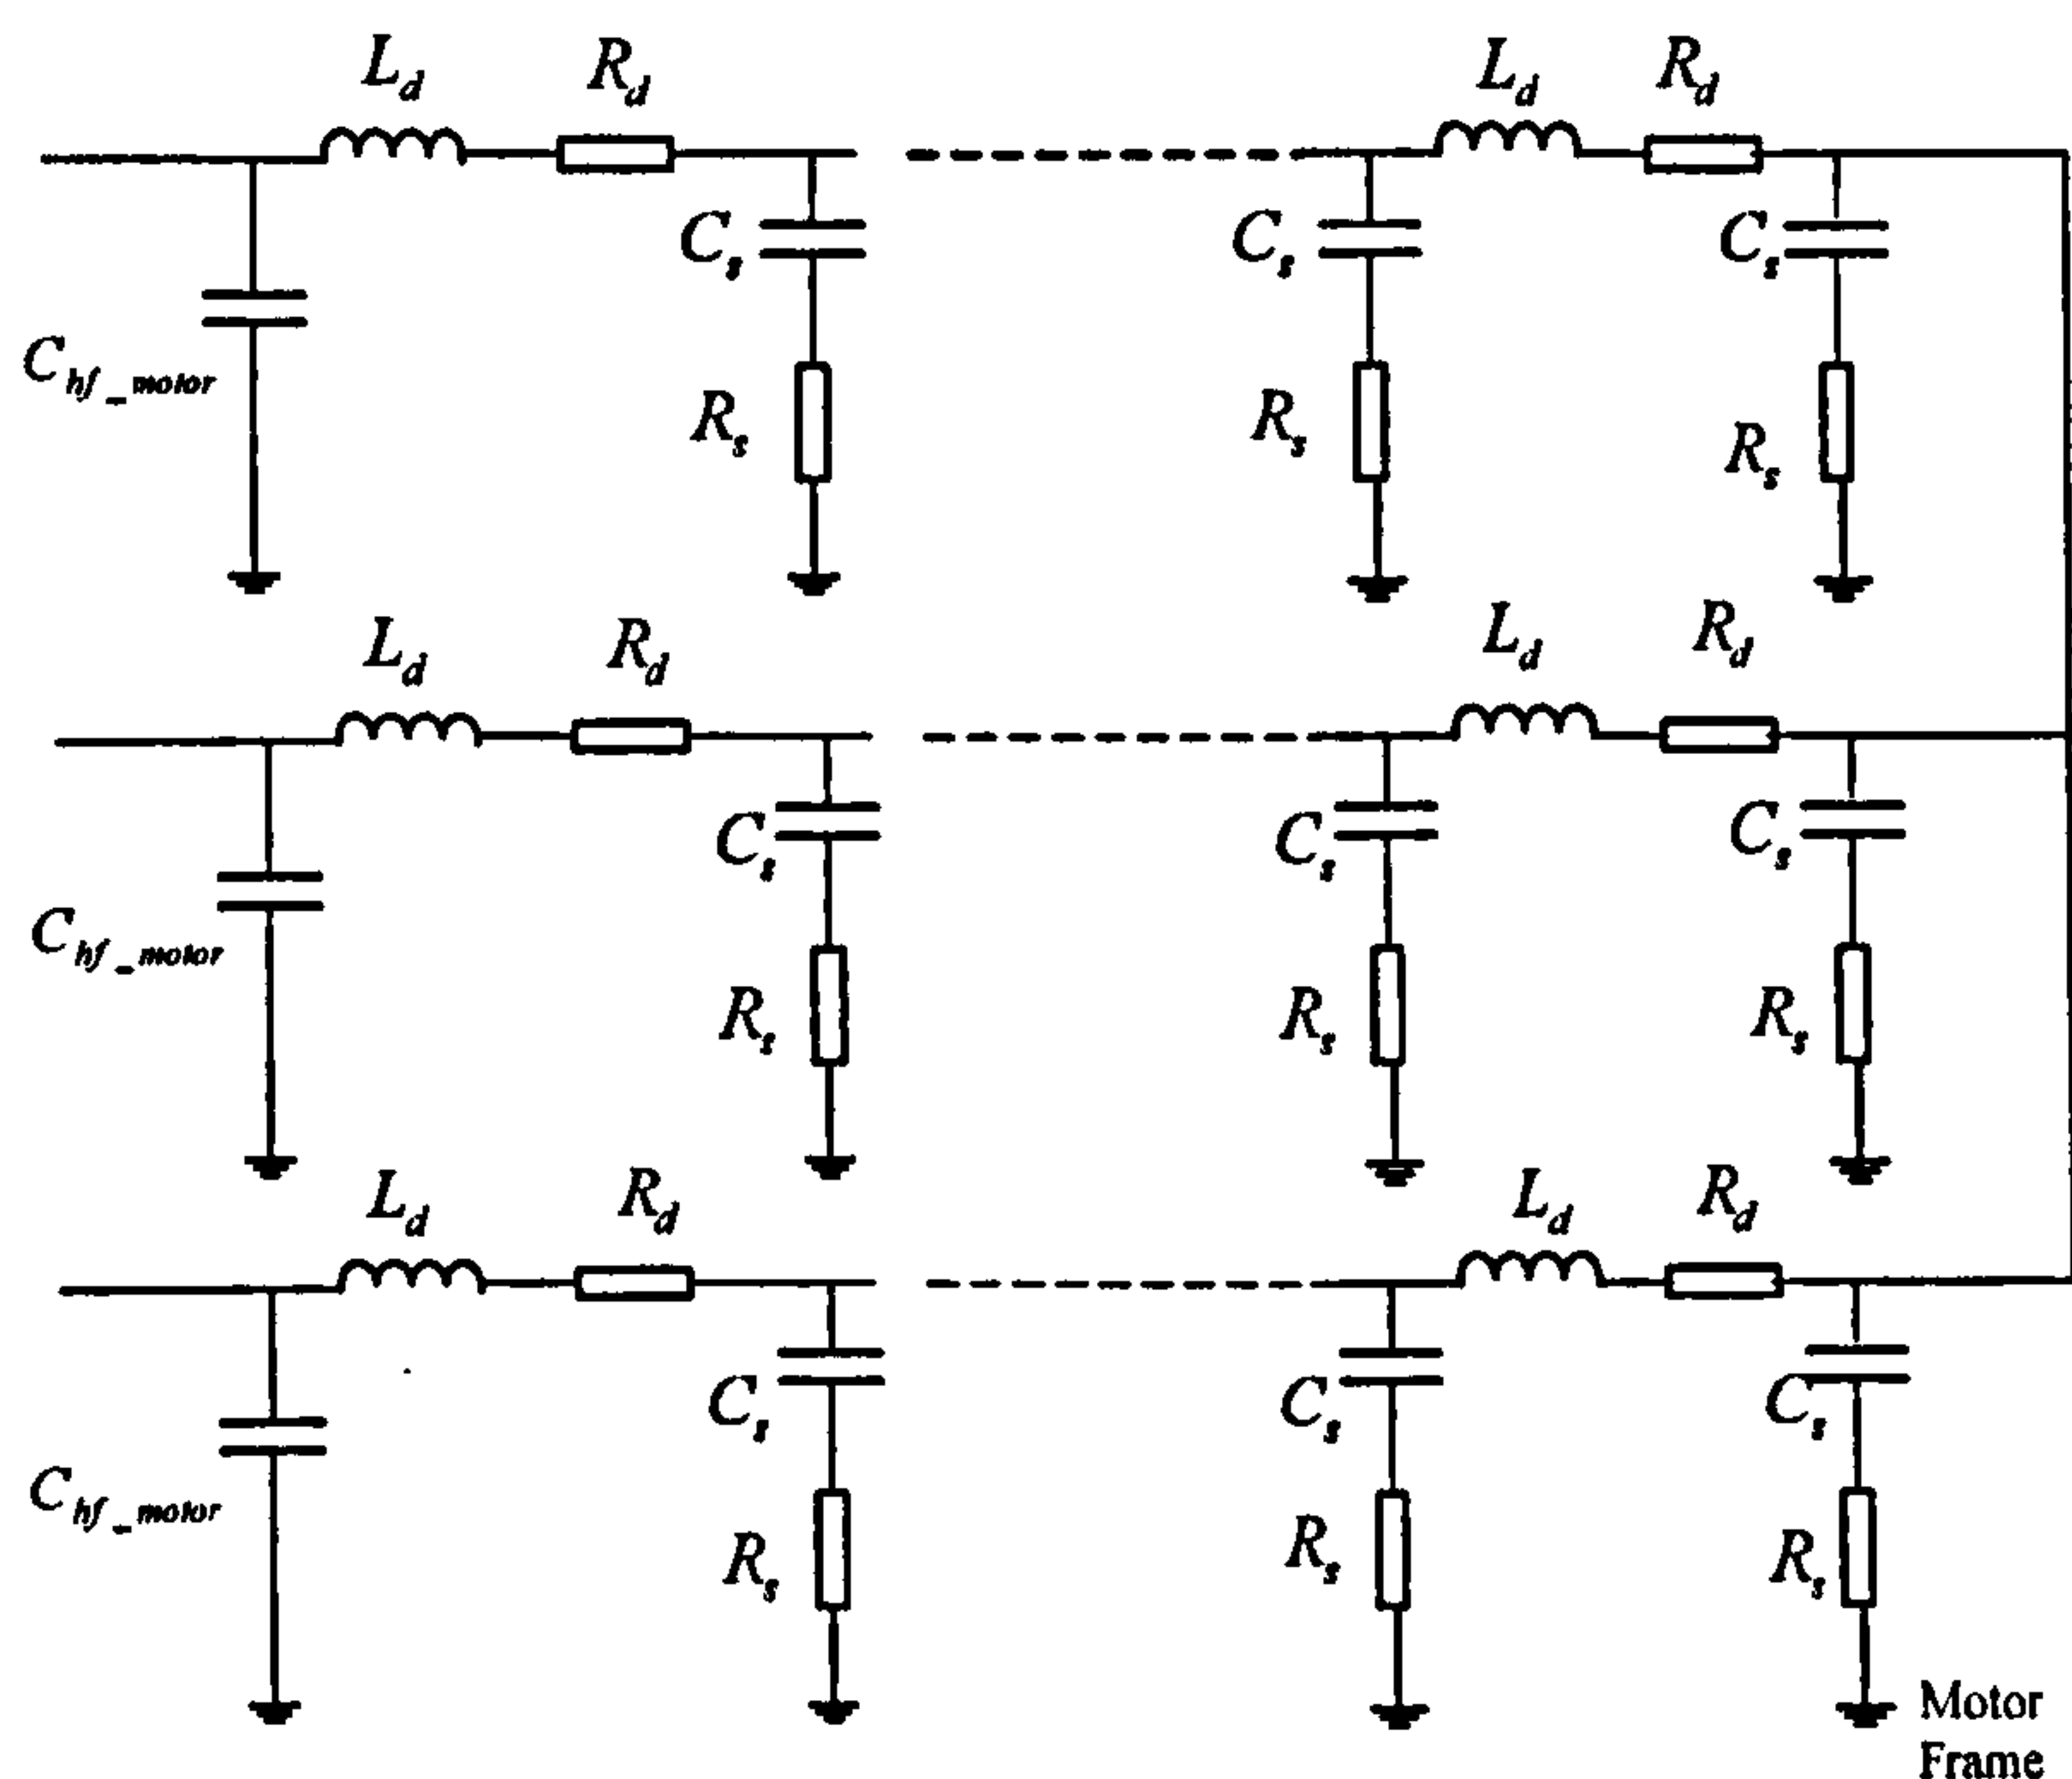 L_d R_d L_d R_d
C_s C_s C_s
C_hf_motor
R_s R_s R_s
L_d R_d L_d R_d
C_s C_s C_s
C_hf_motor
R_s R_s R_s
L_d R_d L_d R_d
C_s C_s C_s
C_hf_motor
R_s R_s R_s
Motor
Frame